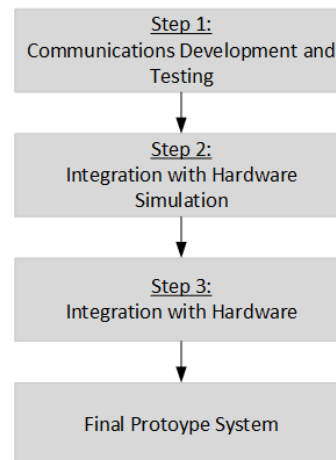 Step 1:
Communications Development and
Testing
Step 2:
Integration with Hardware
Simulation
Step 3:
Integration with Hardware
Final Protoype System